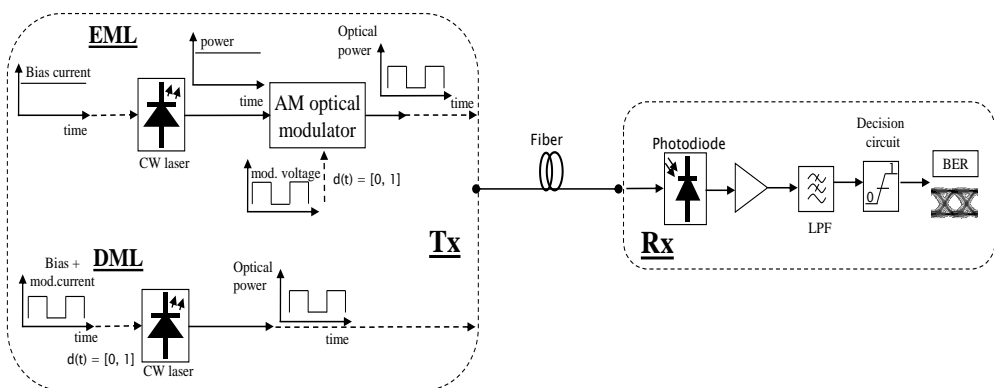 EML
Bias current
time
CW laser
power
time
AM optical
modulator
Optical
power
time
mod. voltage
time
d(t) = [0, 1]
Tx
DML
Bias +
mod.current
time
d(t) = [0, 1]
CW laser
Optical
power
time
Fiber
Rx
Photodiode
LPF
Decision
circuit
1
0
BER